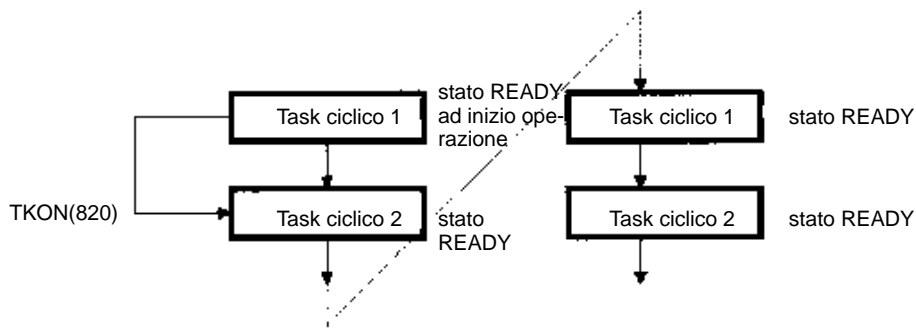 stato READY
ad inizio ope-
razione
Task ciclico 1
Task ciclico 1
stato READY
TKON(820)
Task ciclico 2
stato
READY
Task ciclico 2
stato READY